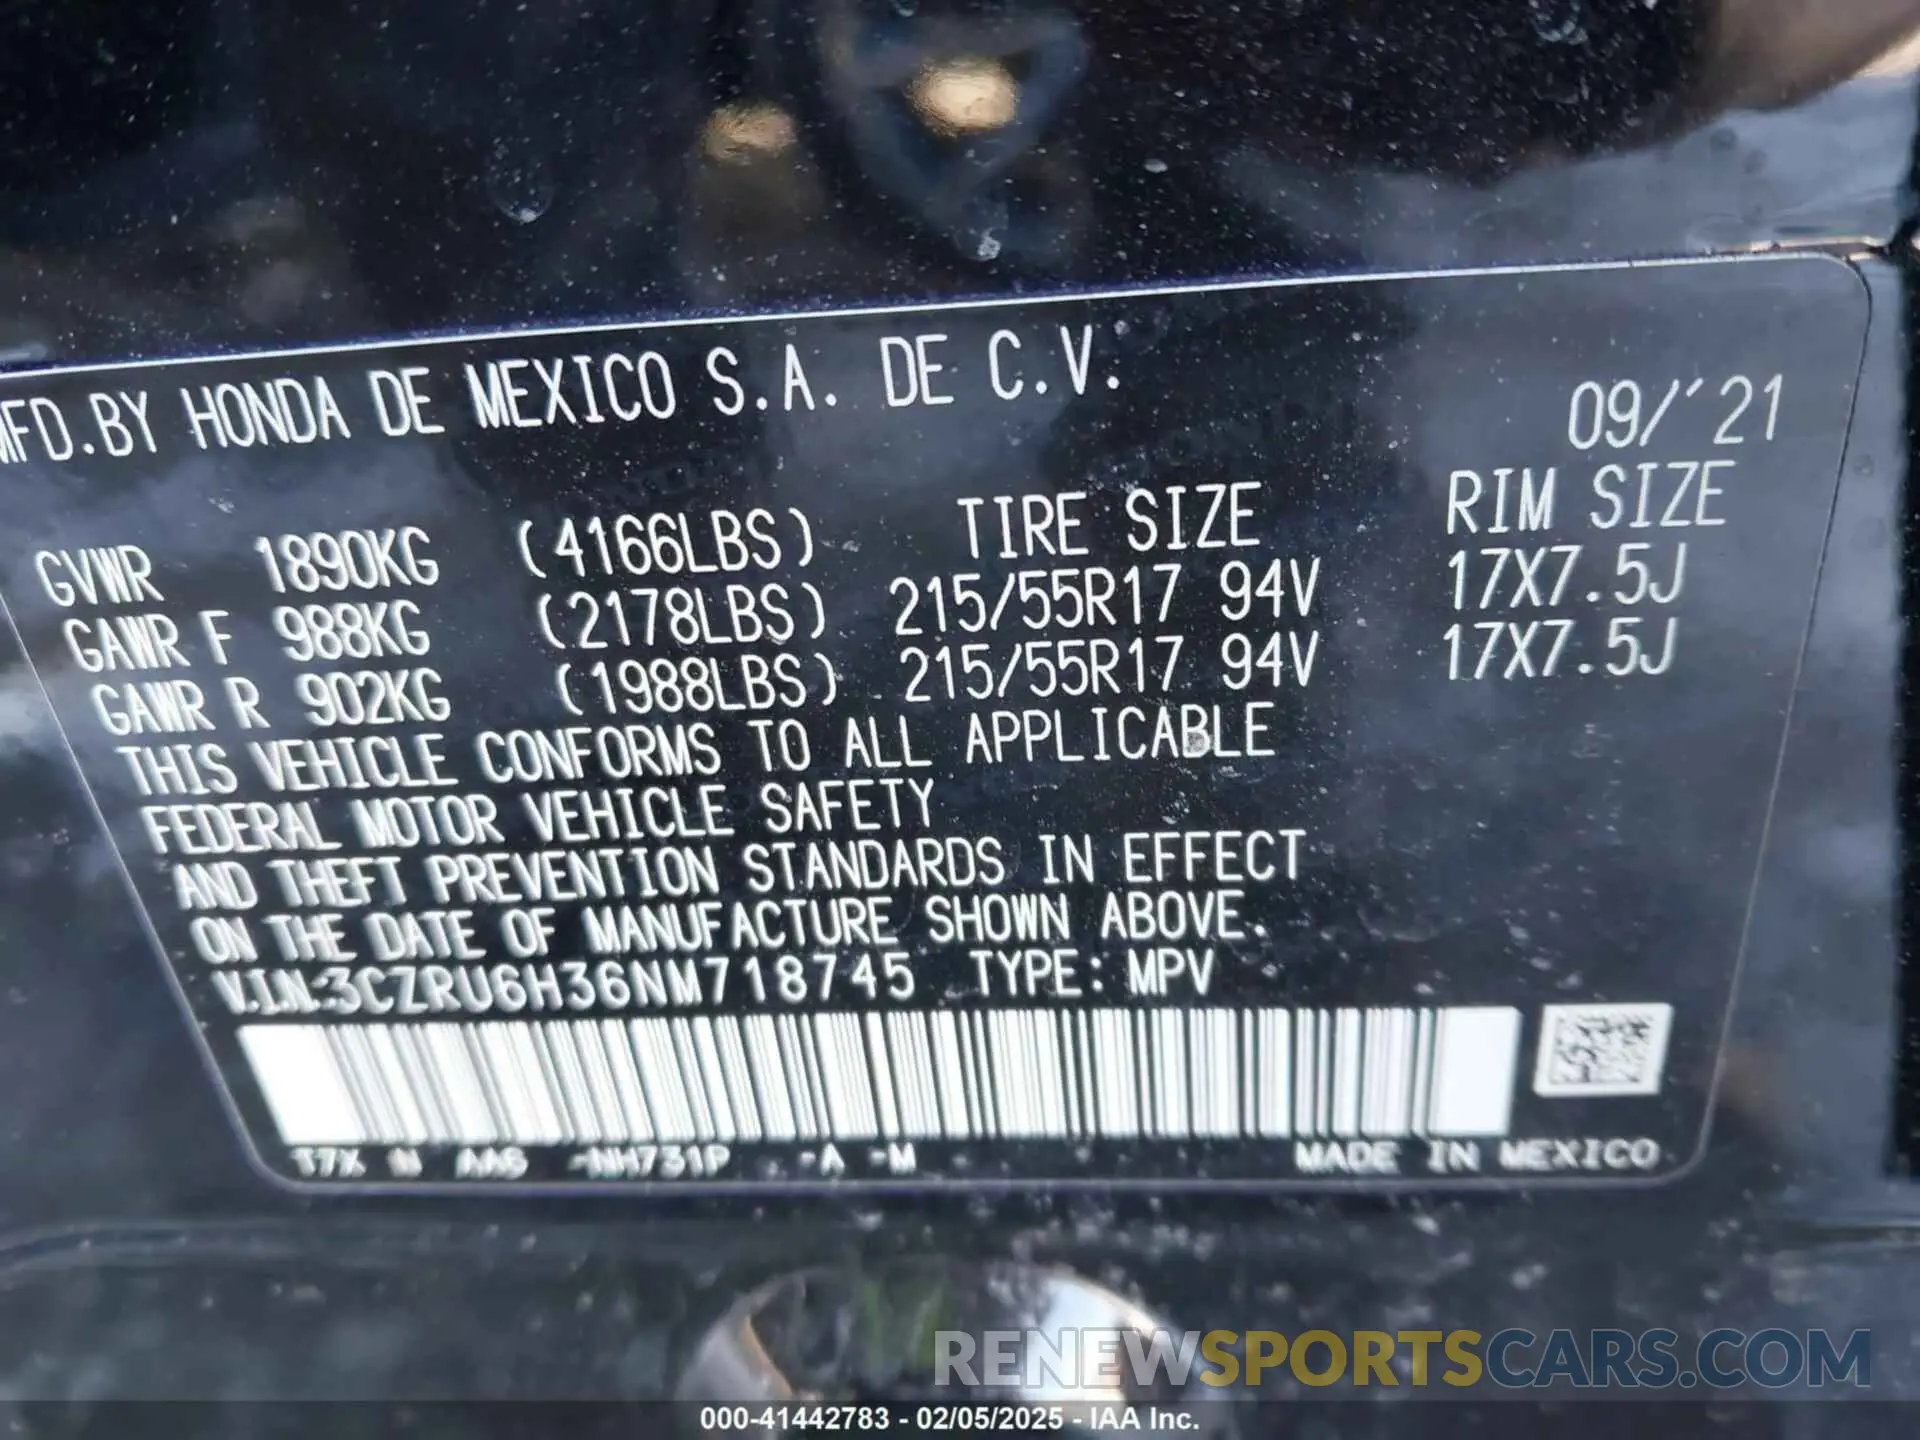 MFD.BY HONDA DE MEXICO S.A. DE C.V. 09/'21
GVWR 1890KG (4166LBS) TIRE SIZE RIM SIZE
GAWR F 988KG (2178LBS) 215/55R17 94V 17X7.5J
GAWR R 902KG (1988LBS) 215/55R17 94V 17X7.5J
THIS VEHICLE CONFORMS TO ALL APPLICABLE
FEDERAL MOTOR VEHICLE SAFETY
AND THEFT PREVENTION STANDARDS IN EFFECT
ON THE DATE OF MANUFACTURE SHOWN ABOVE.
V.I.N.3CZRU6H36NM718745 TYPE: MPV
T7X N AA6 -NH731P -A -M MADE IN MEXICO
RENEWSPORTSCARS.COM
000-41442783 - 02/05/2025 - IAA Inc.